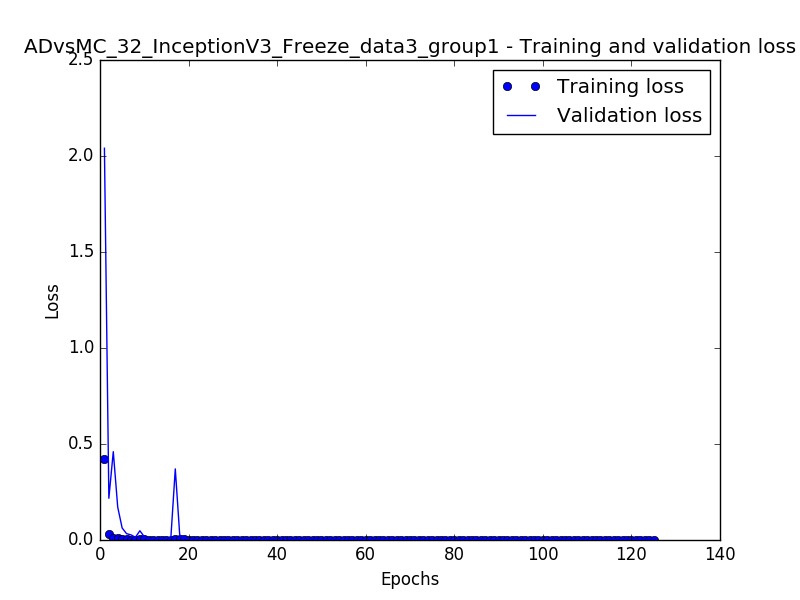 ADvsMC_32_InceptionV3_Freeze_data3_group1 - Training and validation loss
2.5
Training loss
Validation loss
2.0
1.5
Loss
1.0
0.5
0.0
0 20 40 60 80 100 120 140
Epochs